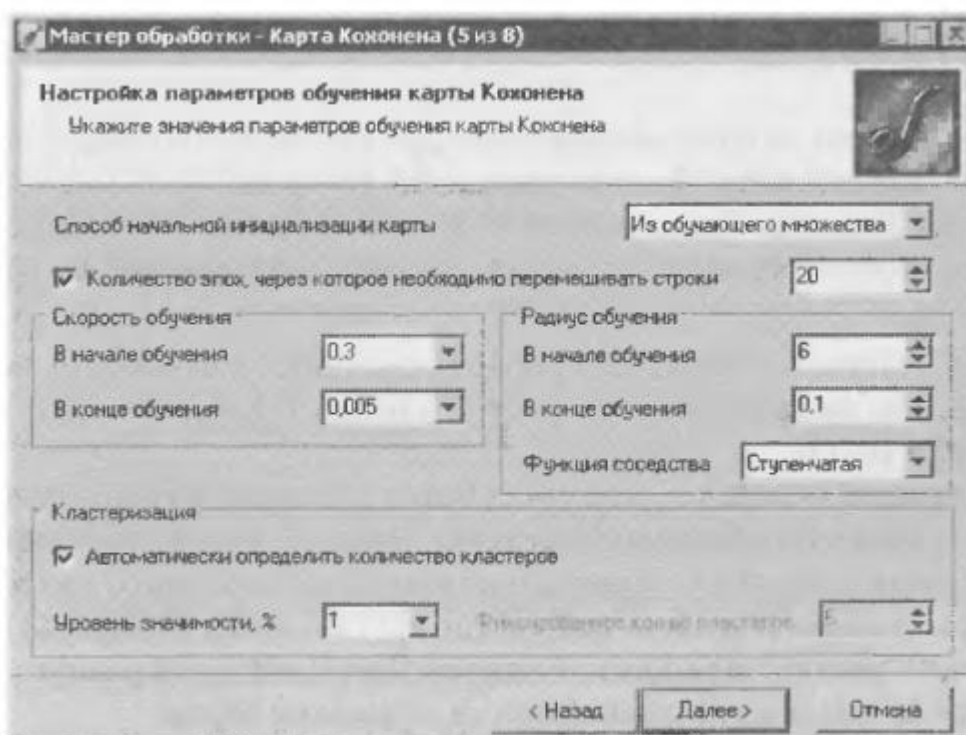 Мастер обработки - Карта Кохонена (5 из 8)
Настройка параметров обучения карты Кохонена
Укажите значения параметров обучения карты Кохонена
Способ начальной инициализации карты Из обучающего множества
Количество эпох, через которое необходимо перемешивать строки 20
Скорость обучения
В начале обучения 0.3
В конце обучения 0,005
Радиус обучения
В начале обучения 6
В конце обучения 0,1
Функция соседства Ступенчатая
Кластеризация
Автоматически определить количество кластеров
Уровень значимости, % 1
5
< Назад Далее > Отмена